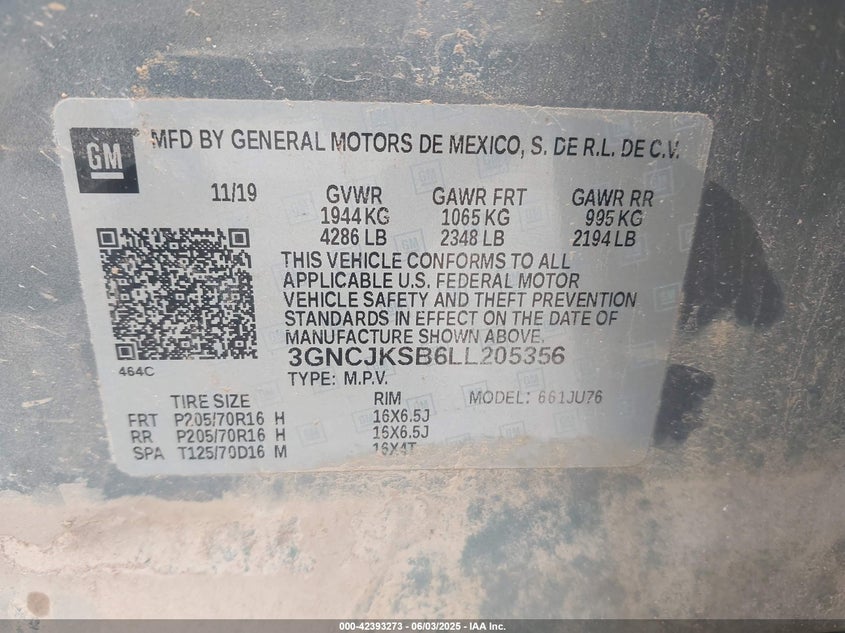 GM
MFD BY GENERAL MOTORS DE MEXICO, S. DE R.L. DE C.V.
11/19 GVWR GAWR FRT GAWR RR
1944 KG 1065 KG 995 KG
4286 LB 2348 LB 2194 LB
THIS VEHICLE CONFORMS TO ALL
APPLICABLE U.S. FEDERAL MOTOR
VEHICLE SAFETY AND THEFT PREVENTION
STANDARDS IN EFFECT ON THE DATE OF
MANUFACTURE SHOWN ABOVE.
3GNCJKSB6LL205356
464C
TYPE: M.P.V.
TIRE SIZE RIM MODEL: 661JU76
FRT P205/70R16 H 16X6.5J
RR P205/70R16 H 16X6.5J
SPA T125/70D16 M 16X4T
000-42393273 - 06/03/2025 - IAA Inc.